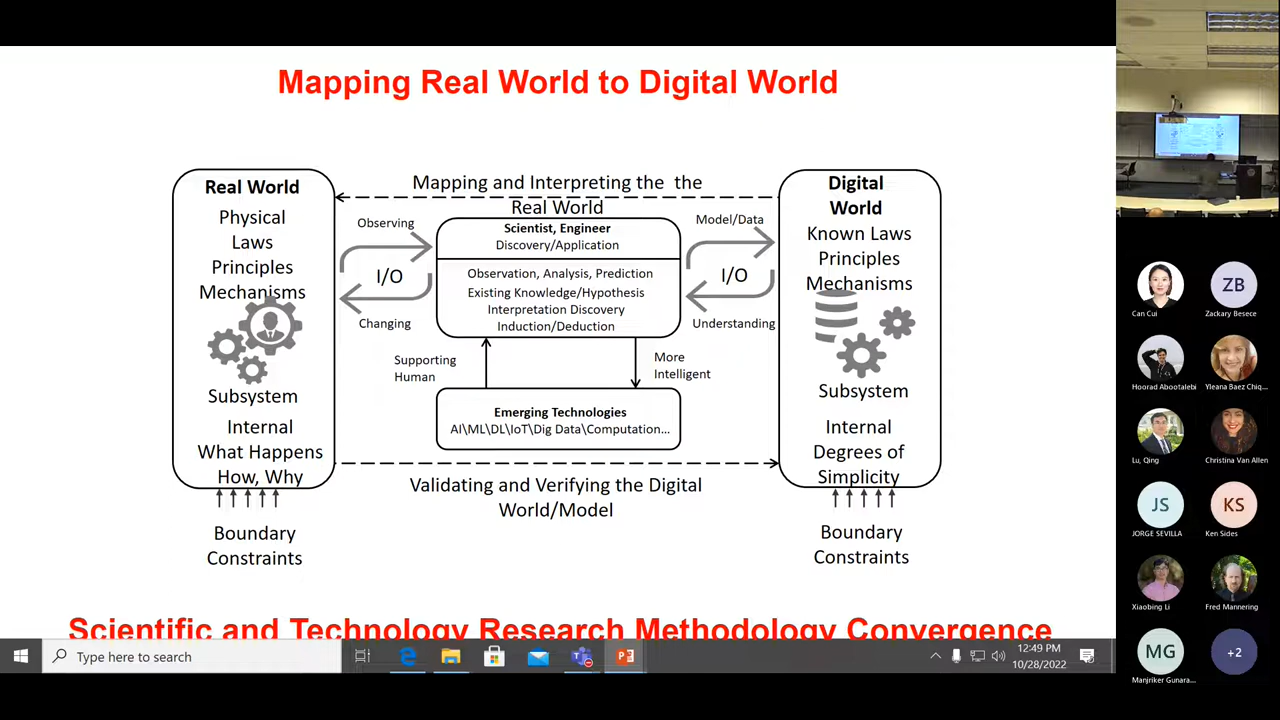 Mapping Real World to Digital World
Real World
Physical
Laws
Principles
Mechanisms
Subsystem
Internal
What Happens
How, Why
Boundary
Constraints
Mapping and Interpreting the the
Real World
Observing
I/O
Changing
Scientist, Engineer
Discovery/Application
Observation, Analysis, Prediction
Existing Knowledge/Hypothesis
Interpretation Discovery
Induction/Deduction
Supporting
Human
More
Intelligent
Emerging Technologies
AI\ML\DL\IoT\Dig Data\Computation...
Validating and Verifying the Digital
World/Model
Model/Data
I/O
Understanding
Digital
World
Known Laws
Principles
Mechanisms
Subsystem
Internal
Degrees of
Simplicity
Boundary
Constraints
Scientific and Technology Research Methodology Convergence
Type here to search
12:49 PM
10/28/2022
Can Cui
ZB
Zackary Besece
Hoorad Abootalebi
Yleana Baez Chiq...
Lu, Qing
Christina Van Allen
JS
JORGE SEVILLA
KS
Ken Sides
Xiaobing Li
Fred Mannering
MG
Manjriker Gunara...
+2